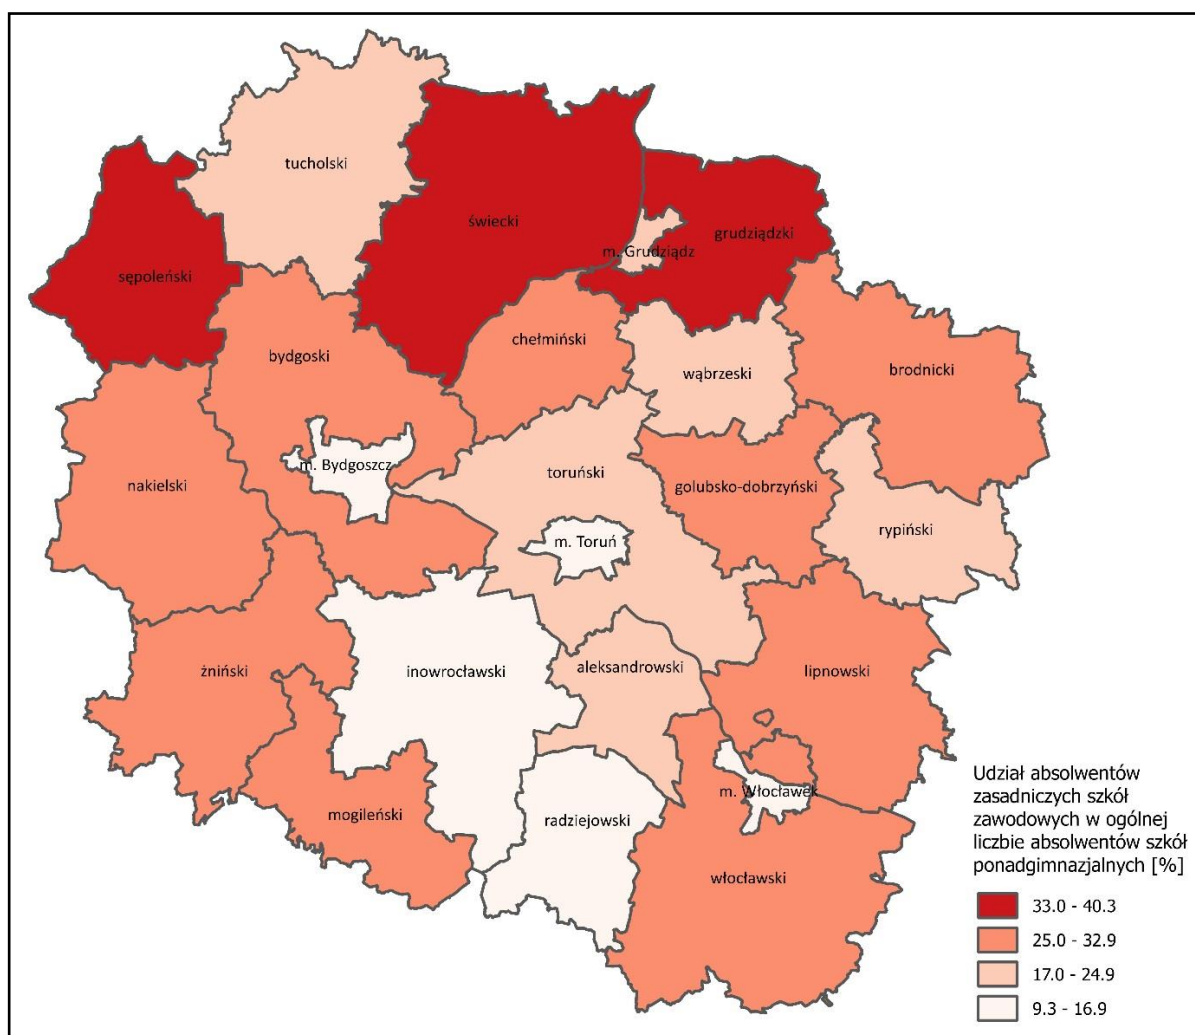 tucholski
świecki
grudziądzki
m. Grudziądz
sępoleński
chełmiński
bydgoski
wąbrzeski
brodnicki
m. Bydgoszcz
toruński
nakielski
golubsko-dobrzyński
rypiński
m. Toruń
inowrocławski
aleksandrowski
żniński
lipnowski
m. Włocławek
mogileński
radziejowski
włocławski
Udział absolwentów
zasadniczych szkół
zawodowych w ogólnej
liczbie absolwentów szkół
ponadgimnazjalnych [%]
33.0 - 40.3
25.0 - 32.9
17.0 - 24.9
9.3 - 16.9